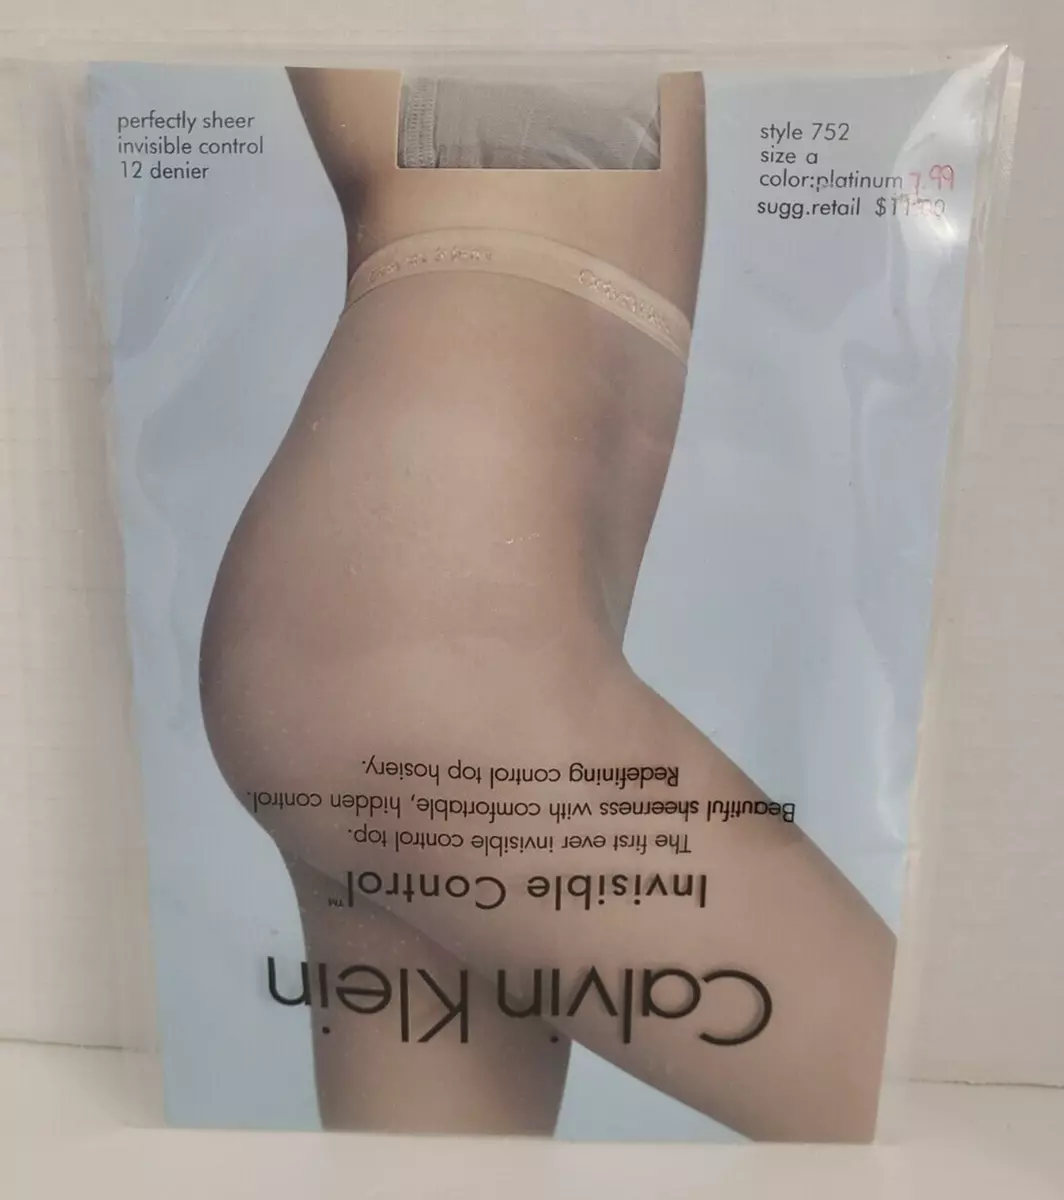 perfectly sheer
invisible control
12 denier
style 752
size a
color:platinum 7.99
sugg.retail
Calvin Klein
Invisible Control™
The first ever invisible control top.
Beautiful sheerness with comfortable, hidden control.
Redefining control top hosiery.